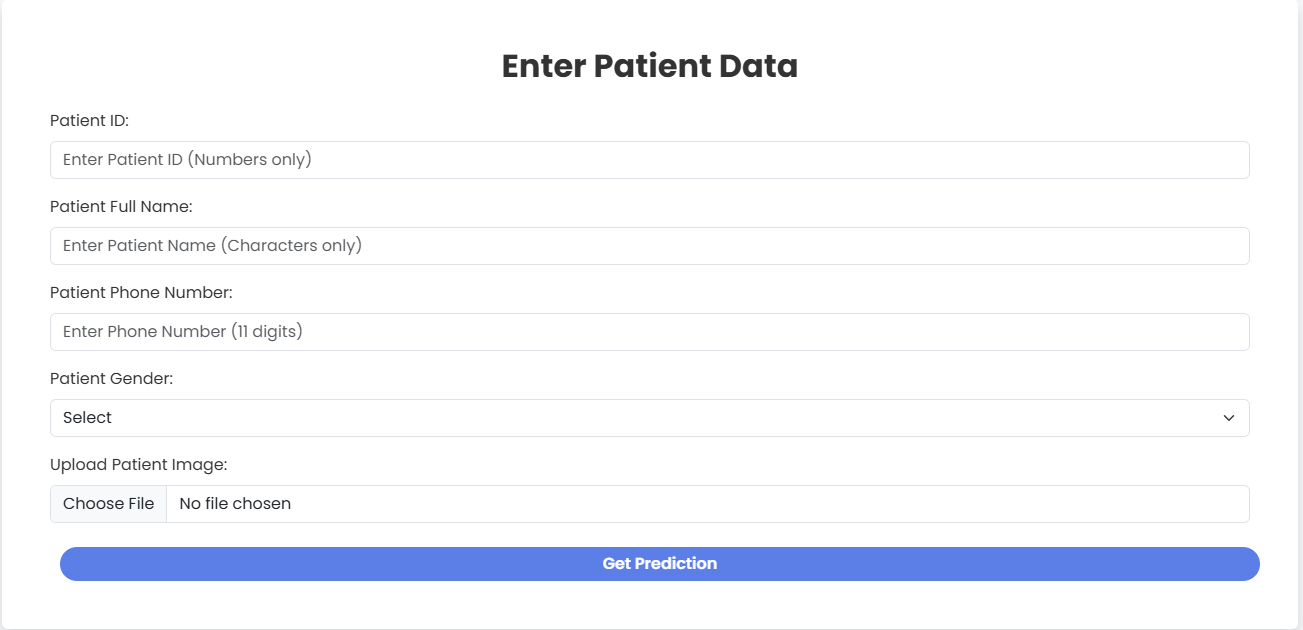 Enter Patient Data
Patient ID:
Enter Patient ID (Numbers only)
Patient Full Name:
Enter Patient Name (Characters only)
Patient Phone Number:
Enter Phone Number (11 digits)
Patient Gender:
Select
Upload Patient Image:
Choose File No file chosen
Get Prediction